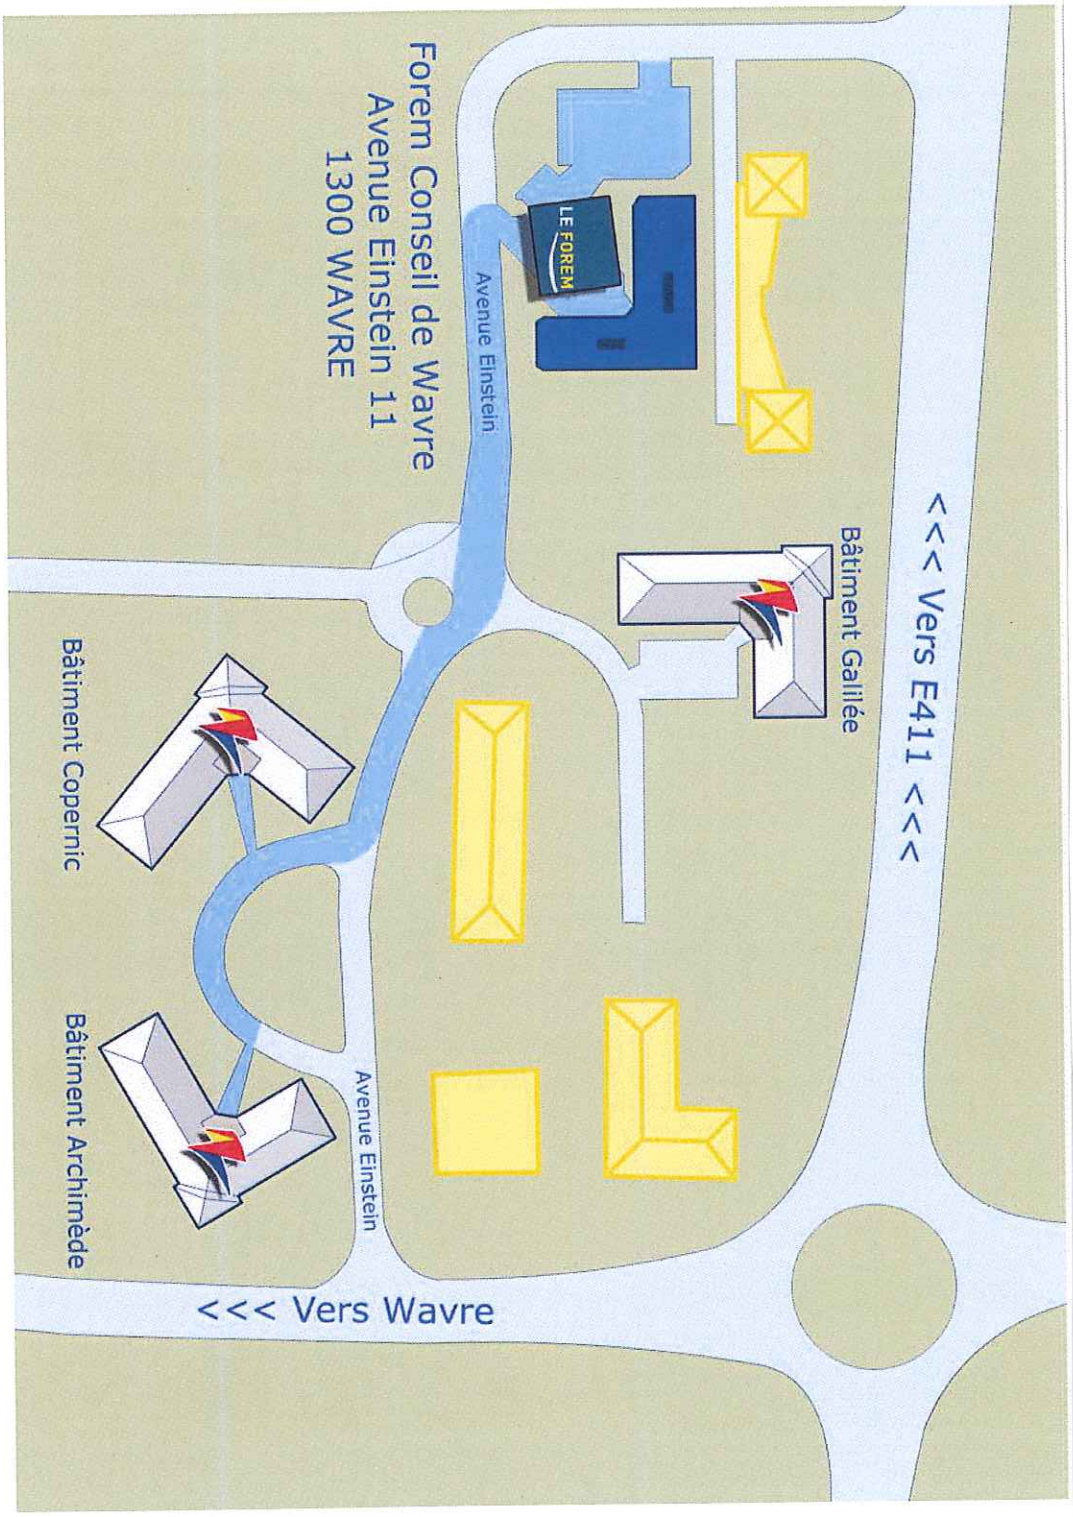 <<< Vers E411 <<<
Bâtiment Galilée
LE FOREM
Avenue Einstein
Forem Conseil de Wavre
Avenue Einstein 11
1300 WAVRE
Avenue Einstein
<<< Vers Wavre
Bâtiment Copernic
Bâtiment Archimède